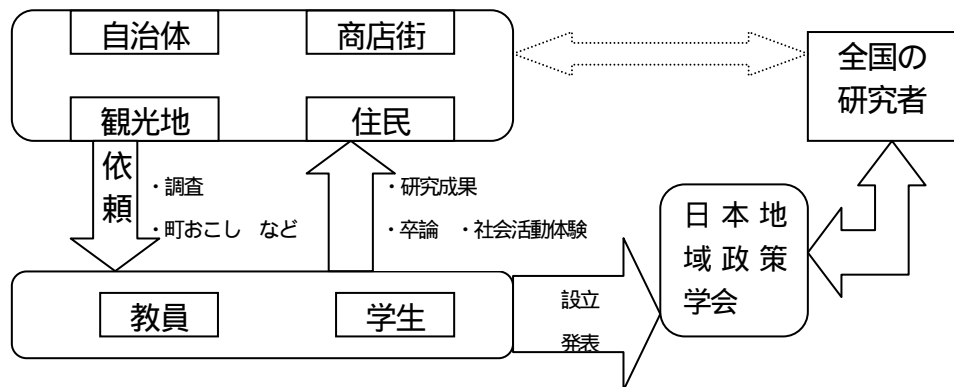 自治体
商店街
全国の
研究者
観光地
住民
依
頼
・調査
・町おこし　など
・研究成果
・卒論　・社会活動体験
日本地
域政策
学会
教員
学生
設立
発表